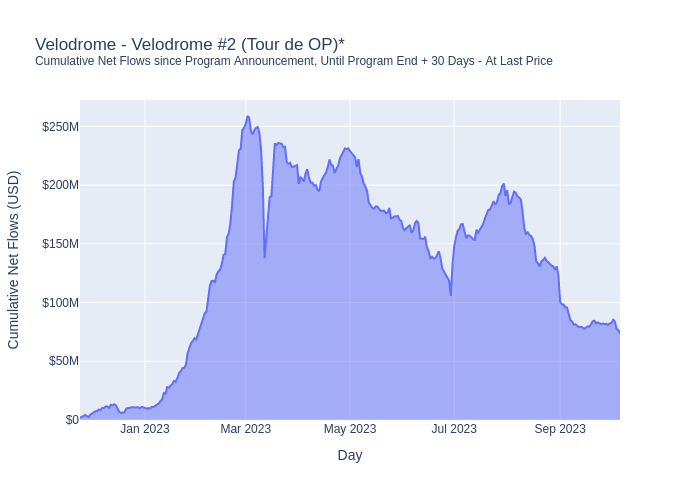 Velodrome - Velodrome #2 (Tour de OP)*
Cumulative Net Flows since Program Announcement, Until Program End + 30 Days - At Last Price
Cumulative Net Flows (USD)
$250M
$200M
$150M
$100M
$50M
$0
Jan 2023
Mar 2023
May 2023
Jul 2023
Sep 2023
Day